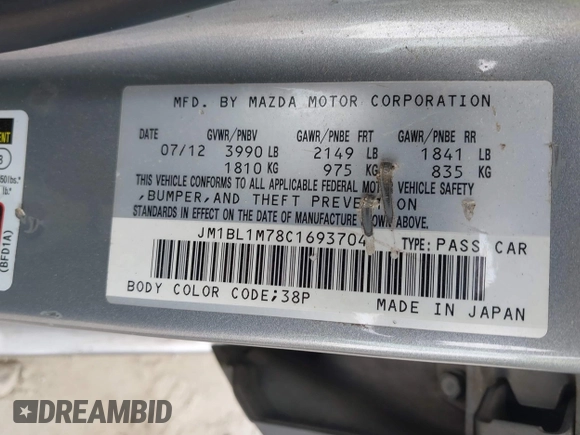 MFD. BY MAZDA MOTOR CORPORATION
DATE GVWR/PNBV GAWR/PNBE FRT GAWR/PNBE RR
07/12 3990 LB 2149 LB 1841 LB
1810 KG 975 KG 835 KG
THIS VEHICLE CONFORMS TO ALL APPLICABLE FEDERAL MOTOR VEHICLE SAFETY
,BUMPER,AND THEFT PREVENTION
STANDARDS IN EFFECT ON THE DATE OF MANUFACTURE SHOWN ABOVE.
JM1BL1M78C1693704 TYPE: PASS CAR
BODY COLOR CODE;38P MADE IN JAPAN
(BFD1A)
DREAMBID